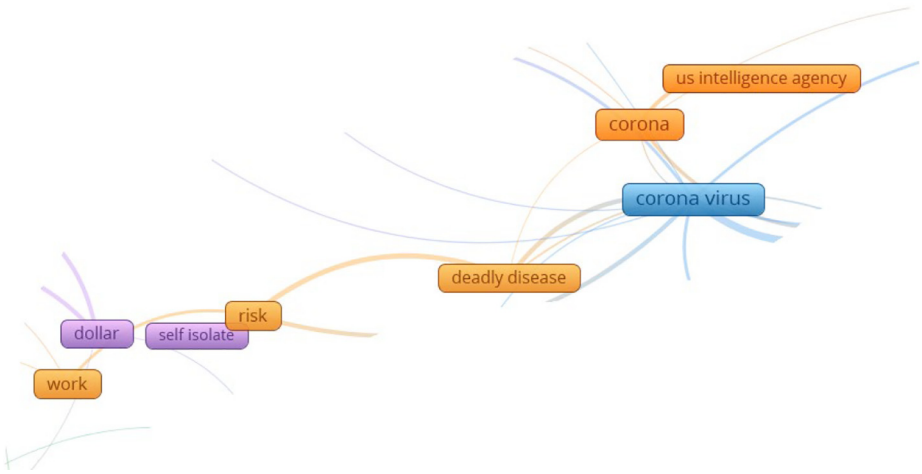 us intelligence agency
corona
corona virus
deadly disease
risk
dollar
self isolate
work